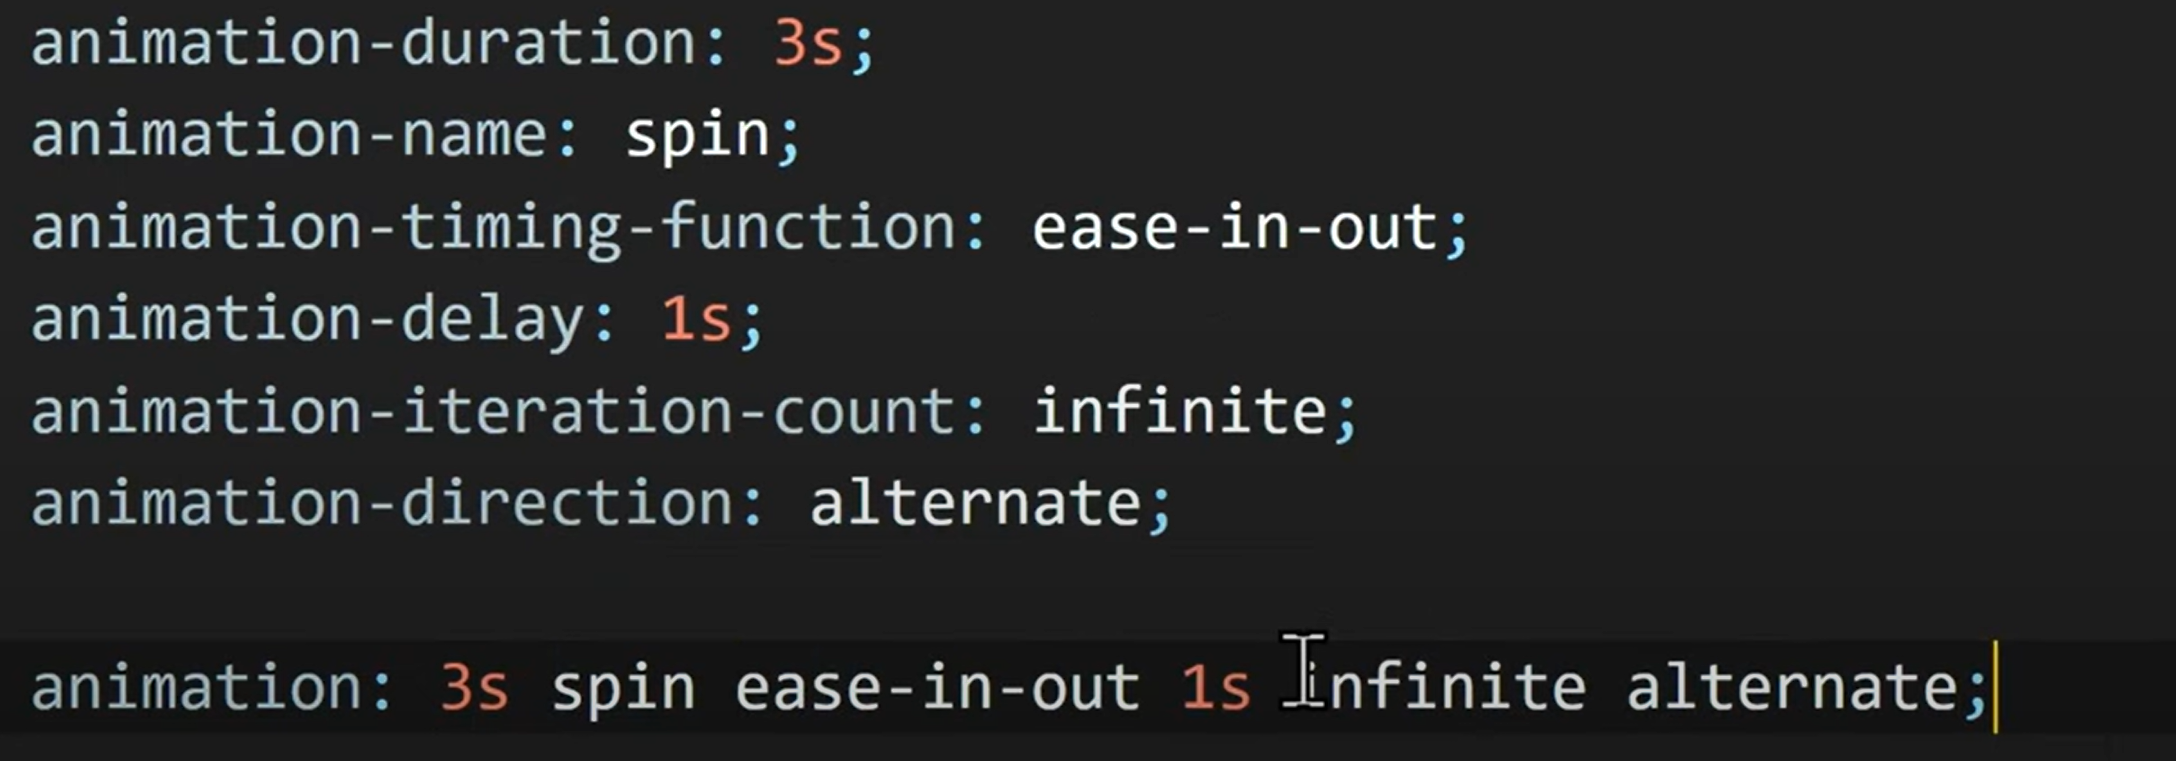 animation-duration: 3s;
animation-name: spin;
animation-timing-function: ease-in-out;
animation-delay: 1s;
animation-iteration-count: infinite;
animation-direction: alternate;
animation: 3s spin ease-in-out 1s infinite alternate;